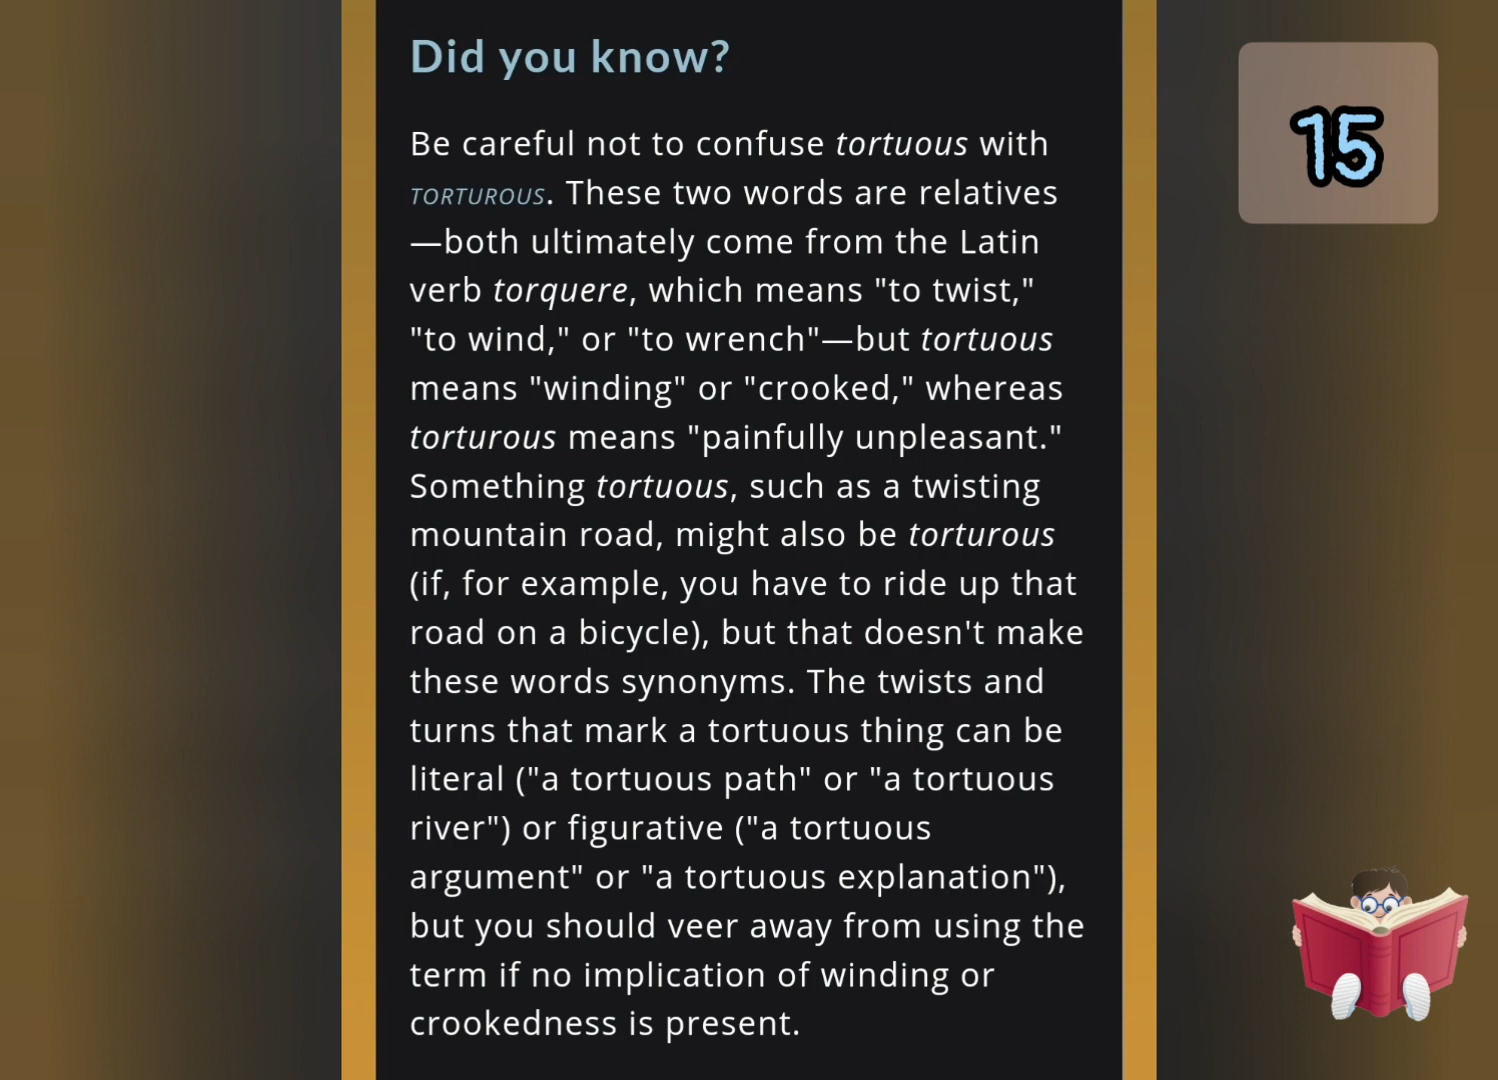 Did you know?
15
Be careful not to confuse tortuous with
TORTUROUS. These two words are relatives
—both ultimately come from the Latin
verb torquere, which means "to twist,"
"to wind," or "to wrench"—but tortuous
means "winding" or "crooked," whereas
torturous means "painfully unpleasant."
Something tortuous, such as a twisting
mountain road, might also be torturous
(if, for example, you have to ride up that
road on a bicycle), but that doesn't make
these words synonyms. The twists and
turns that mark a tortuous thing can be
literal ("a tortuous path" or "a tortuous
river") or figurative ("a tortuous
argument" or "a tortuous explanation"),
but you should veer away from using the
term if no implication of winding or
crookedness is present.